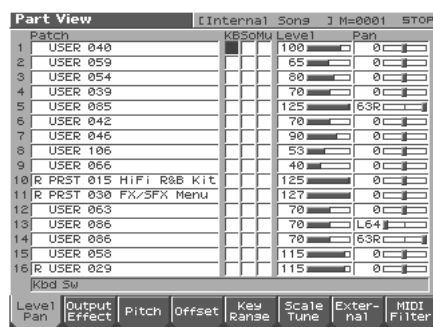 Part View [Internal Song ] M=0001 STOP
Patch KBSoMu Level Pan
1 USER 040 100 0
2 USER 059 65 0
3 USER 054 80 0
4 USER 039 70 0
5 USER 085 125 63R
6 USER 042 70 0
7 USER 046 90 0
8 USER 106 53 0
9 USER 066 40 0
10 R PRST 015 HiFi R&B Kit 125 0
11 R PRST 030 FX/SFX Menu 127 0
12 USER 063 70 0
13 USER 086 70 L64
14 USER 086 70 63R
15 USER 058 115 0
16 R USER 029 115 0
Kbd Sw
Level Pan Output Effect Pitch Offset Key Range Scale Tune Exter-nal MIDI Filter